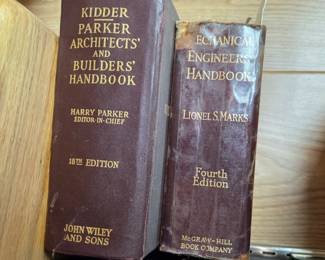 KIDDER
PARKER
ARCHITECTS'
AND
BUILDERS'
HANDBOOK
HARRY PARKER
EDITOR-IN-CHIEF
18TH EDITION
JOHN WILEY
AND SONS
ECHANICAL
ENGINEERS'
HANDBOOK
LIONEL S. MARKS
Fourth
Edition
MCGRAW-HILL
BOOK COMPANY